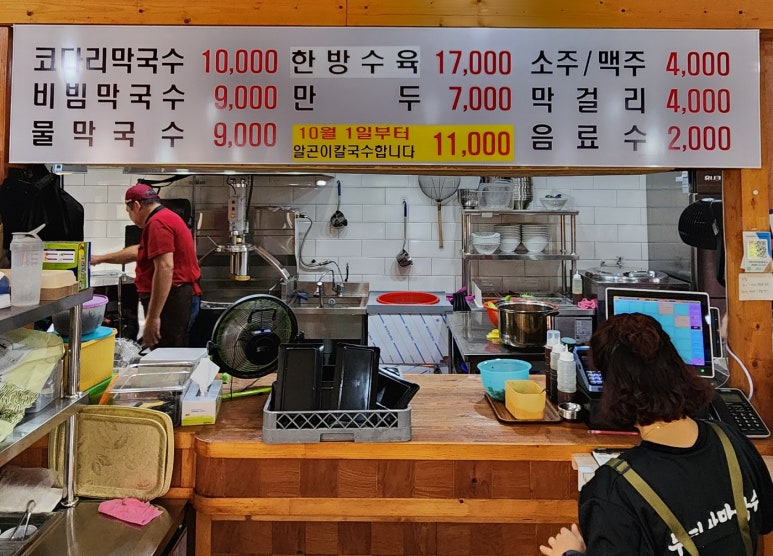 코다리막국수 10,000 한방수육 17,000 소주/맥주 4,000
비빔막국수 9,000 만두 7,000 막걸리 4,000
물막국수 9,000 10월 1일부터 11,000 음료수 2,000
알곤이칼국수합니다